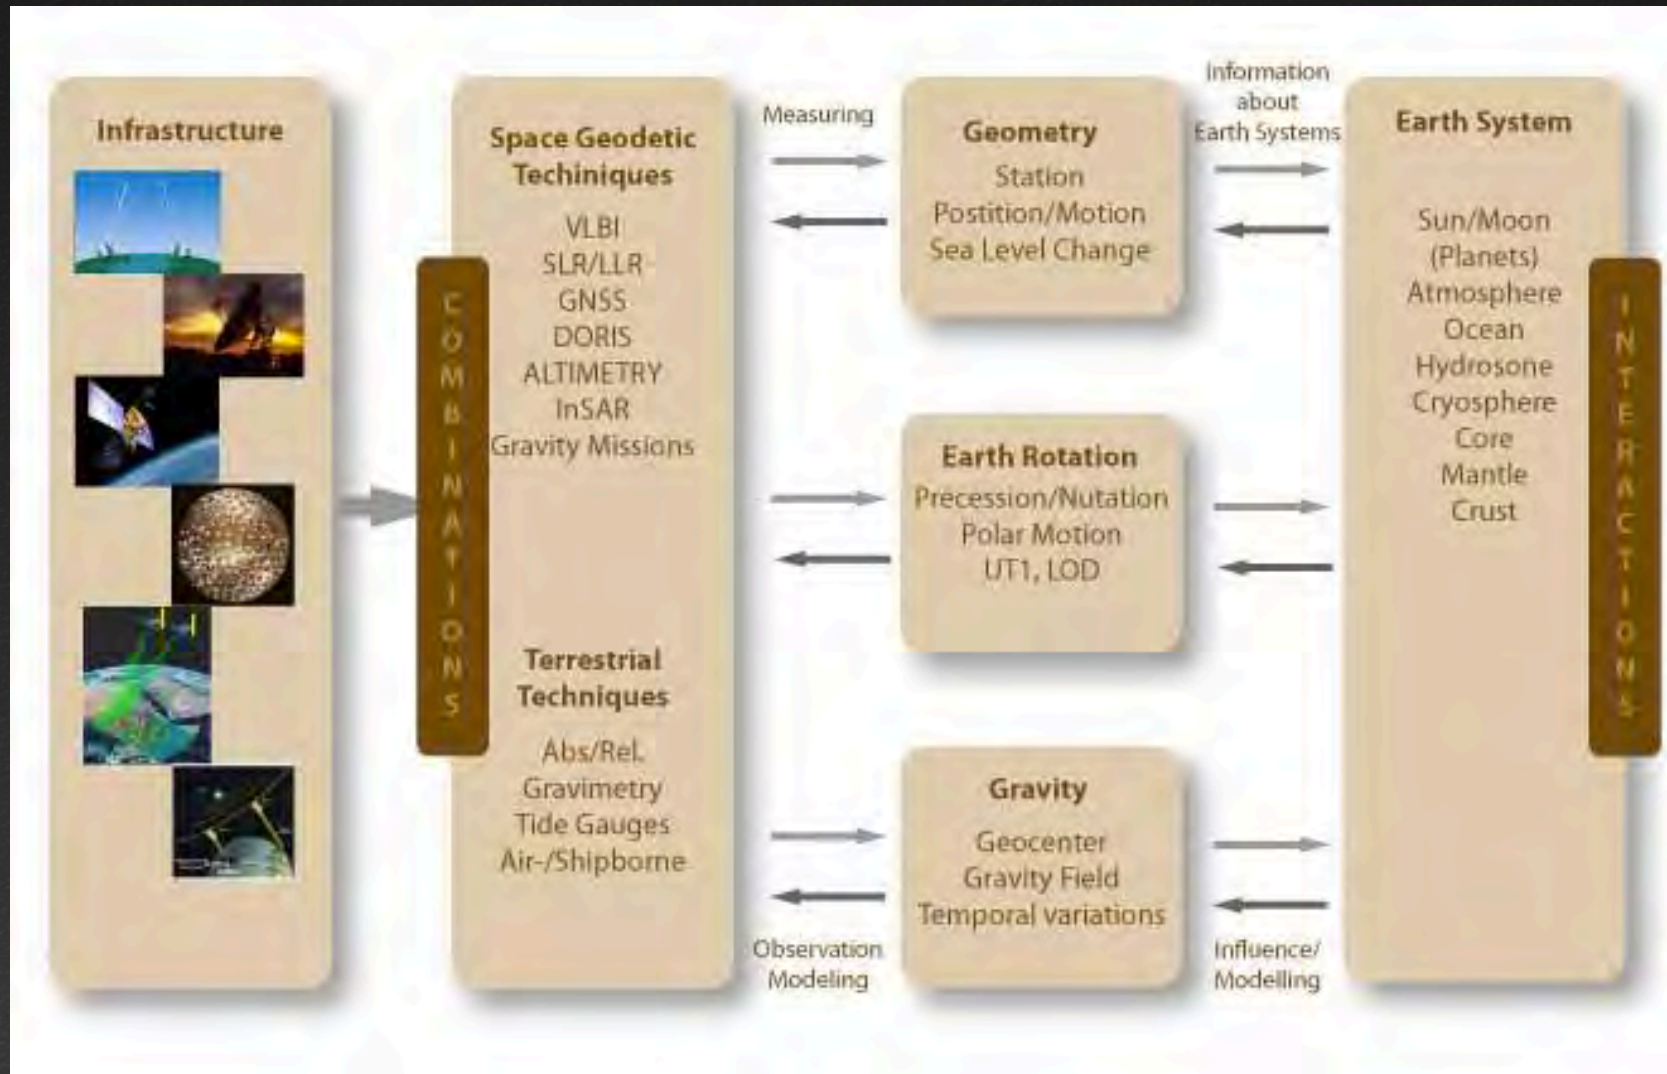 Infrastructure
COMBINATIONS
Space Geodetic
Techiniques
VLBI
SLR/LLR
GNSS
DORIS
ALTIMETRY
InSAR
Gravity Missions
Terrestrial
Techniques
Abs/Rel.
Gravimetry
Tide Gauges
Air-/Shipborne
Measuring
Observation
Modeling
Geometry
Station
Postition/Motion
Sea Level Change
Earth Rotation
Precession/Nutation
Polar Motion
UT1, LOD
Gravity
Geocenter
Gravity Field
Temporal variations
Information
about
Earth Systems
Influence/
Modelling
Earth System
Sun/Moon
(Planets)
Atmosphere
Ocean
Hydrosone
Cryosphere
Core
Mantle
Crust
INTERACTIONS